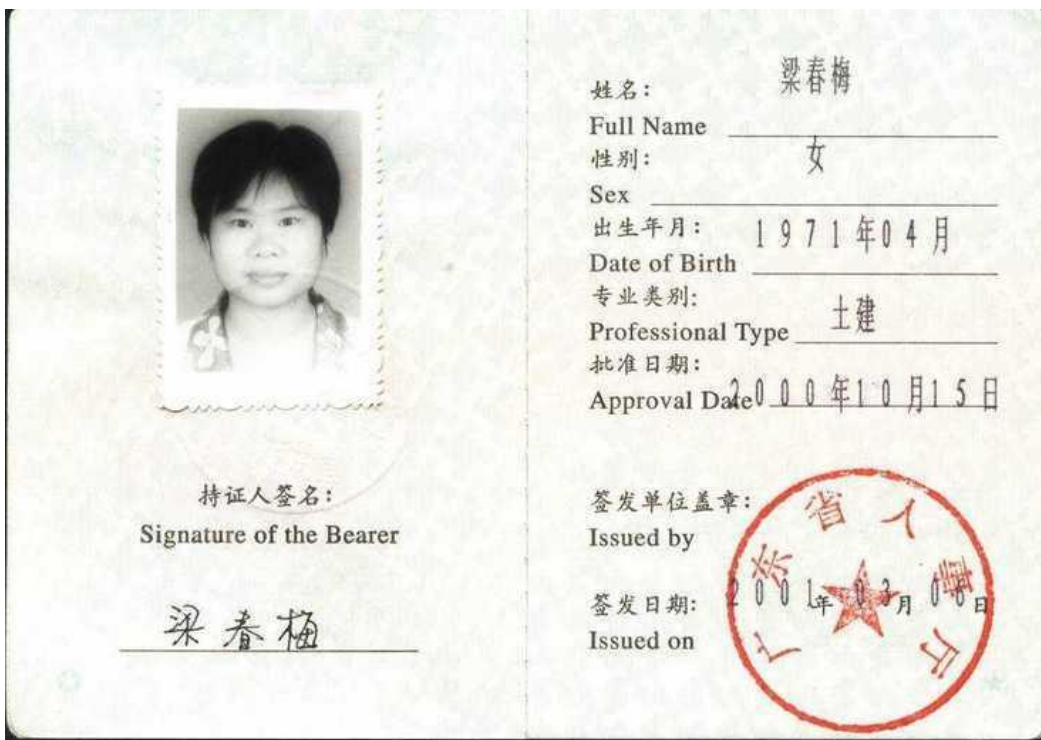 持证人签名:
Signature of the Bearer
梁春梅
姓名: 梁春梅
Full Name
性别: 女
Sex
出生年月: 1971年04月
Date of Birth
专业类别: 土建
Professional Type
批准日期:
Approval Date 2000年10月15日
签发单位盖章:
Issued by
广东省人事厅
签发日期: 2001年03月06日
Issued on